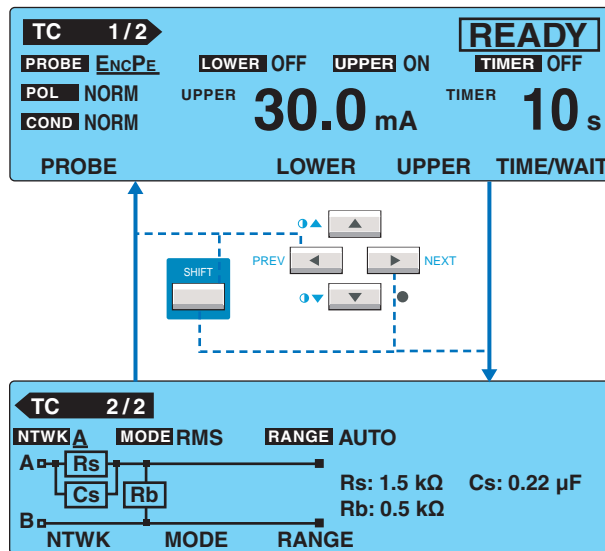 TC 1/2 READY
PROBE ENCPE LOWER OFF UPPER ON TIMER OFF
POL NORM UPPER 30.0 mA TIMER 10 s
COND NORM
PROBE LOWER UPPER TIME/WAIT
SHIFT
PREV NEXT
TC 2/2
NTWK A MODE RMS RANGE AUTO
A Rs
Cs Rb
Rs: 1.5 kΩ Cs: 0.22 µF
Rb: 0.5 kΩ
B
NTWK MODE RANGE